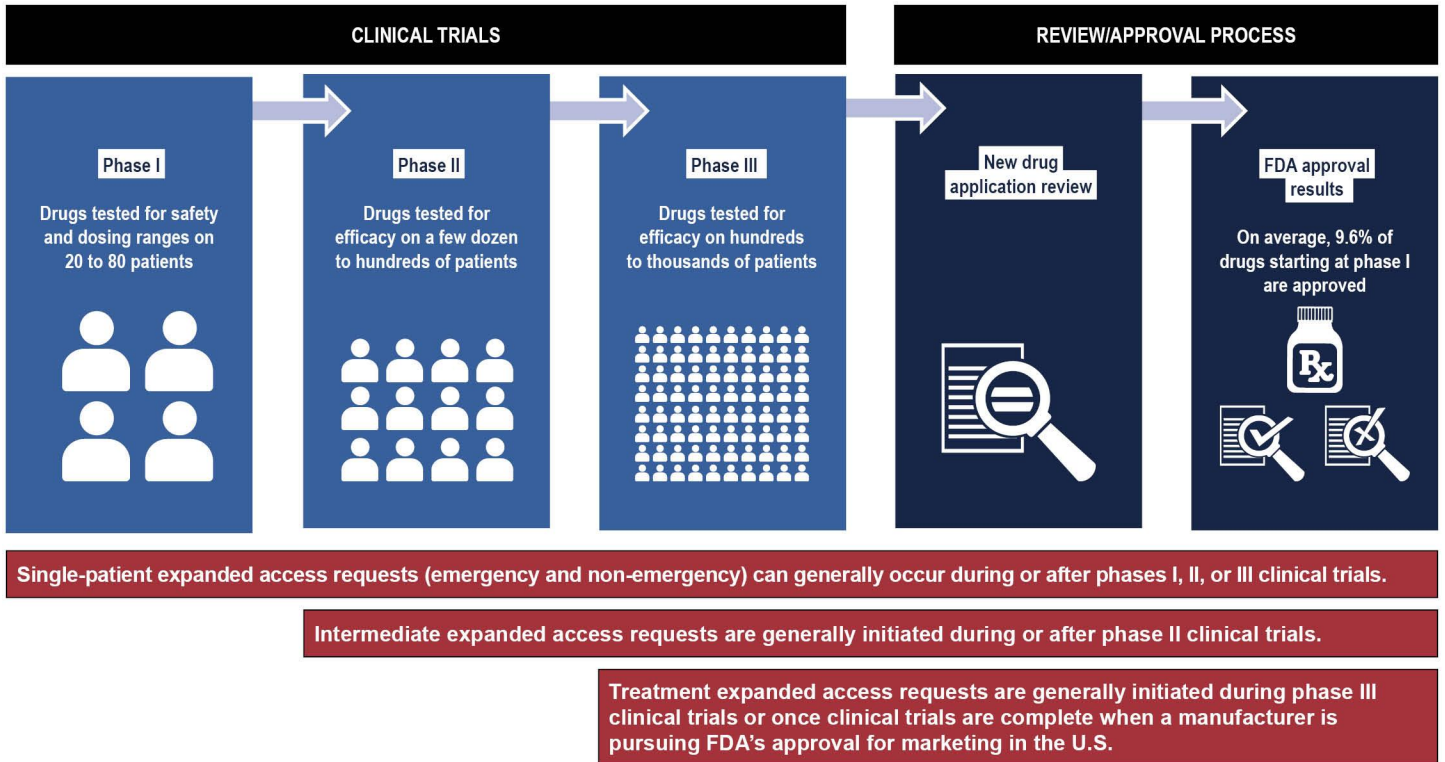 CLINICAL TRIALS
REVIEW/APPROVAL PROCESS
Phase I
Drugs tested for safety
and dosing ranges on
20 to 80 patients
Phase II
Drugs tested for
efficacy on a few dozen
to hundreds of patients
Phase III
Drugs tested for
efficacy on hundreds
to thousands of patients
New drug
application review
FDA approval
results
On average, 9.6% of
drugs starting at phase I
are approved
Rx
Single-patient expanded access requests (emergency and non-emergency) can generally occur during or after phases I, II, or III clinical trials.
Intermediate expanded access requests are generally initiated during or after phase II clinical trials.
Treatment expanded access requests are generally initiated during phase III
clinical trials or once clinical trials are complete when a manufacturer is
pursuing FDA's approval for marketing in the U.S.